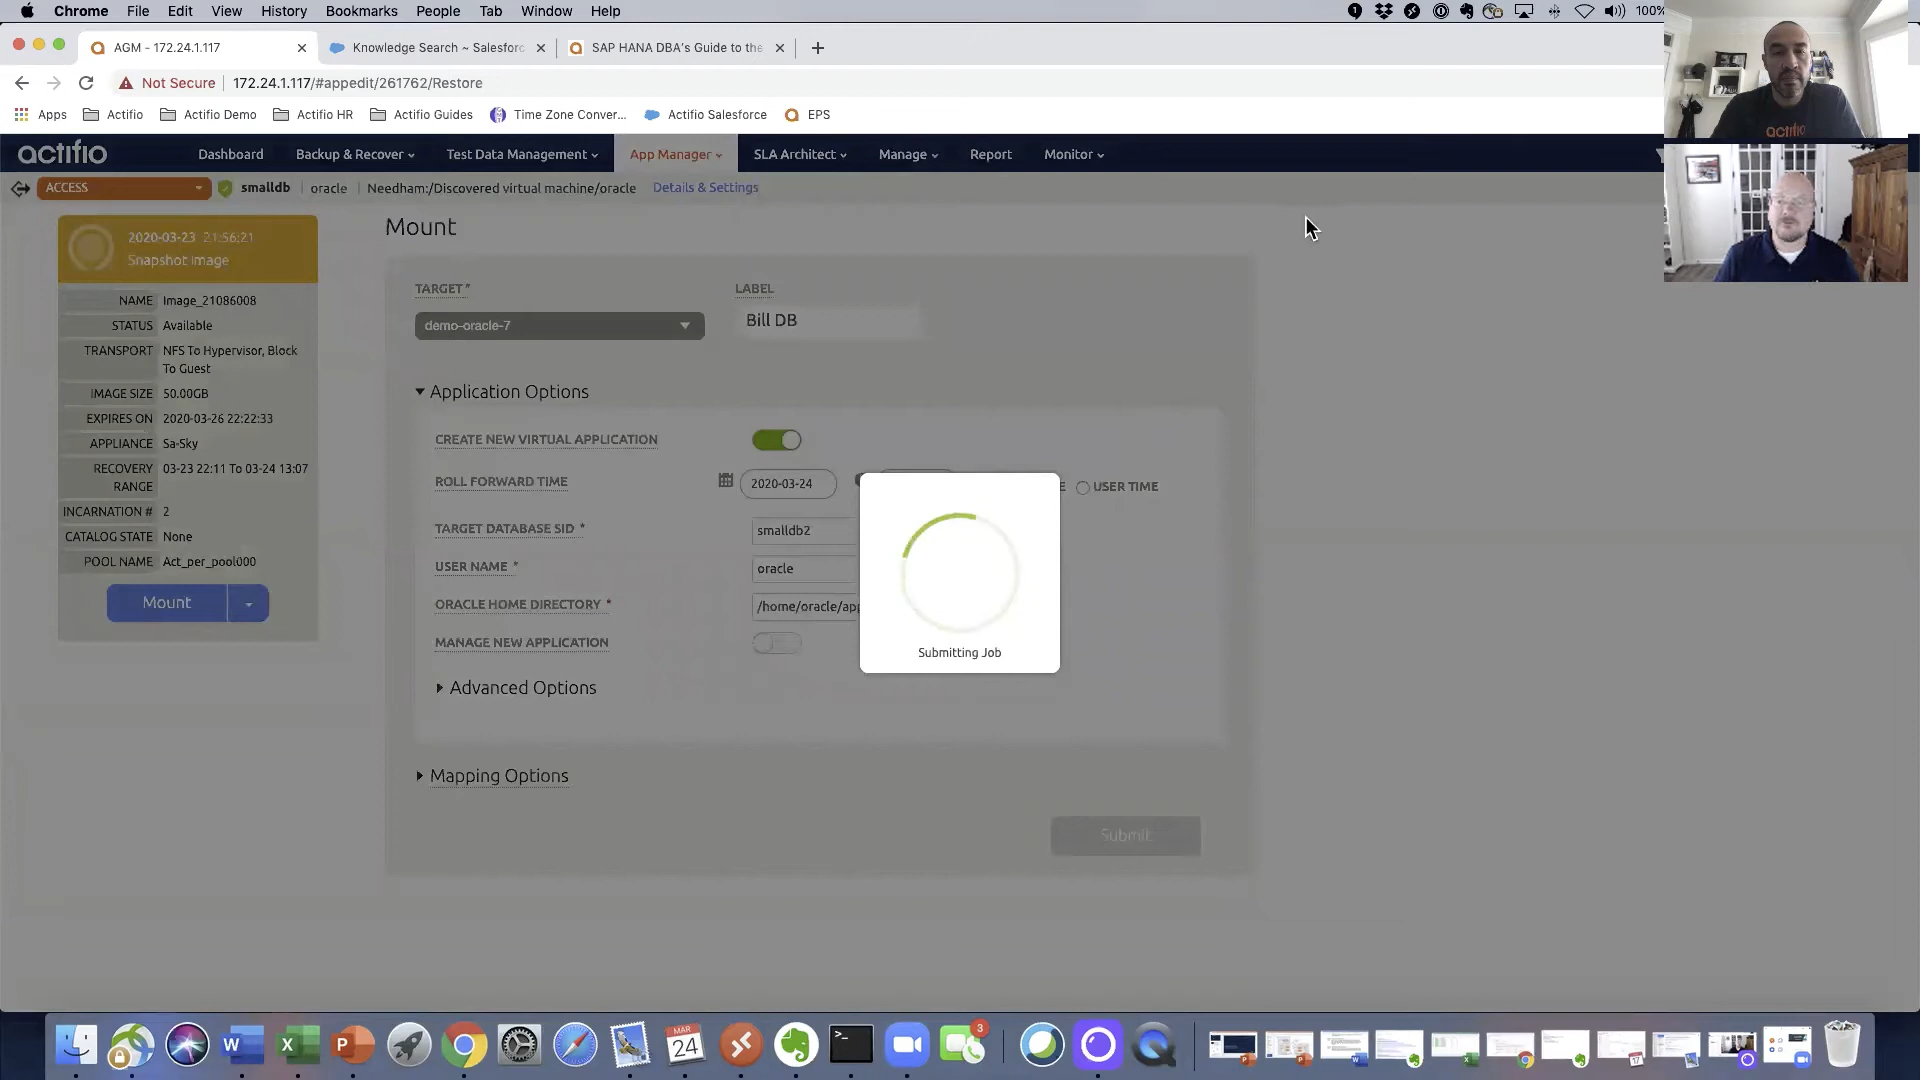 Chrome File Edit View History Bookmarks People Tab Window Help 100%
AGM - 172.24.1.117 Knowledge Search ~ Salesforc SAP HANA DBA's Guide to the
Not Secure 172.24.1.117/#appedit/261762/Restore
Apps Actifio Actifio Demo Actifio HR Actifio Guides Time Zone Conver... Actifio Salesforce EPS
actifio
actifio Dashboard Backup & Recover Test Data Management App Manager SLA Architect Manage Report Monitor
ACCESS smalldb oracle Needham:/Discovered virtual machine/oracle Details & Settings
2020-03-23 21:56:21
Snapshot Image
NAME Image_21086008
STATUS Available
TRANSPORT NFS To Hypervisor, Block
To Guest
IMAGE SIZE 50.00GB
EXPIRES ON 2020-03-26 22:22:33
APPLIANCE Sa-Sky
RECOVERY RANGE 03-23 22:11 To 03-24 13:07
INCARNATION # 2
CATALOG STATE None
POOL NAME Act_per_pool000
Mount
Mount
TARGET* LABEL
demo-oracle-7 Bill DB
Application Options
CREATE NEW VIRTUAL APPLICATION
ROLL FORWARD TIME 2020-03-24 E USER TIME
TARGET DATABASE SID * smalldb2
USER NAME * oracle
ORACLE HOME DIRECTORY * /home/oracle/app
MANAGE NEW APPLICATION
Advanced Options
Submitting Job
Mapping Options
Submit
W X P MAR 24 3